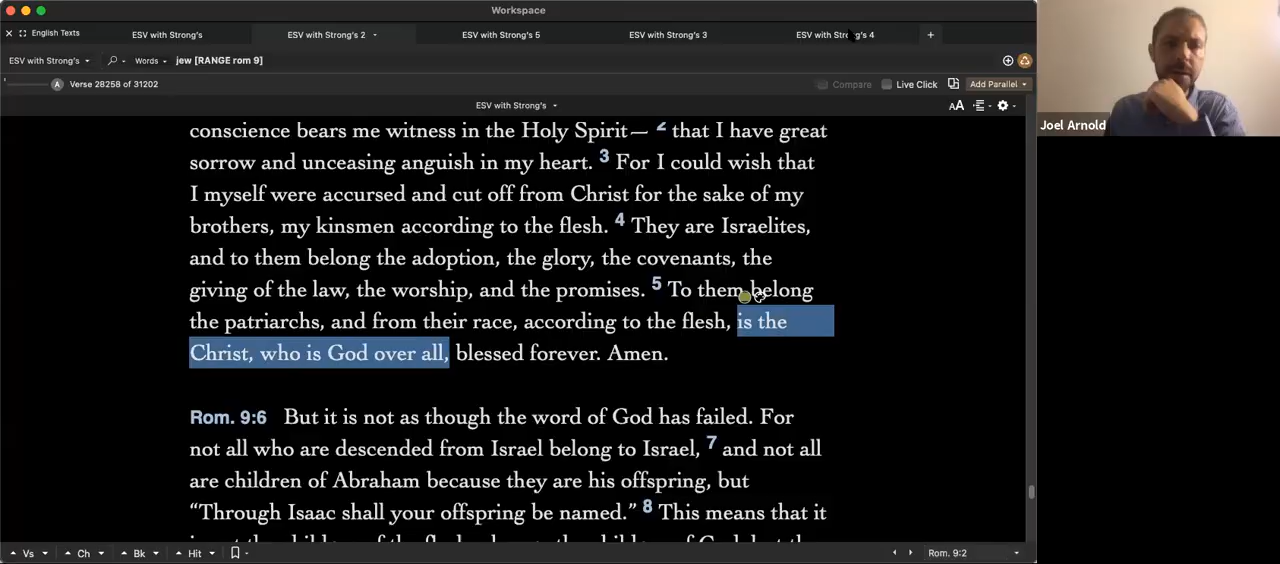 Workspace
English Texts
ESV with Strong's
ESV with Strong's 2
ESV with Strong's 5
ESV with Strong's 3
ESV with Strong's 4
ESV with Strong's
Words
jew [RANGE rom 9]
A Verse 28258 of 31202
Compare
Live Click
Add Parallel
ESV with Strong's
AA
Joel Arnold
conscience bears me witness in the Holy Spirit— 2 that I have great
sorrow and unceasing anguish in my heart. 3 For I could wish that
I myself were accursed and cut off from Christ for the sake of my
brothers, my kinsmen according to the flesh. 4 They are Israelites,
and to them belong the adoption, the glory, the covenants, the
giving of the law, the worship, and the promises. 5 To them belong
the patriarchs, and from their race, according to the flesh, is the
Christ, who is God over all, blessed forever. Amen.
Rom. 9:6 But it is not as though the word of God has failed. For
not all who are descended from Israel belong to Israel, 7 and not all
are children of Abraham because they are his offspring, but
“Through Isaac shall your offspring be named.” 8 This means that it
Vs
Ch
Bk
Hit
Rom. 9:2